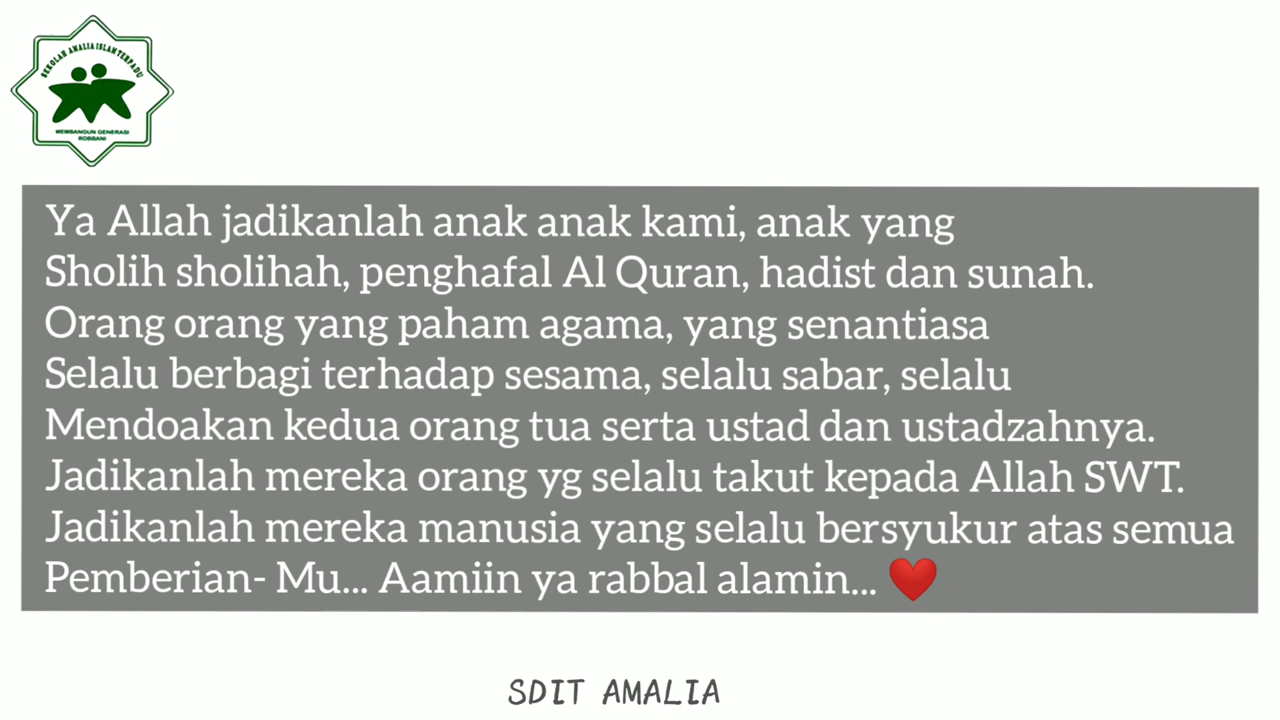 SEKOLAH AMALIA ISLAM TERPADU
MEMBANGUN GENERASI
ROBBANI
Ya Allah jadikanlah anak anak kami, anak yang
Sholih sholihah, penghafal Al Quran, hadist dan sunah.
Orang orang yang paham agama, yang senantiasa
Selalu berbagi terhadap sesama, selalu sabar, selalu
Mendoakan kedua orang tua serta ustad dan ustadzahnya.
Jadikanlah mereka orang yg selalu takut kepada Allah SWT.
Jadikanlah mereka manusia yang selalu bersyukur atas semua
Pemberian- Mu... Aamiin ya rabbal alamin... ❤️
SDIT AMALIA